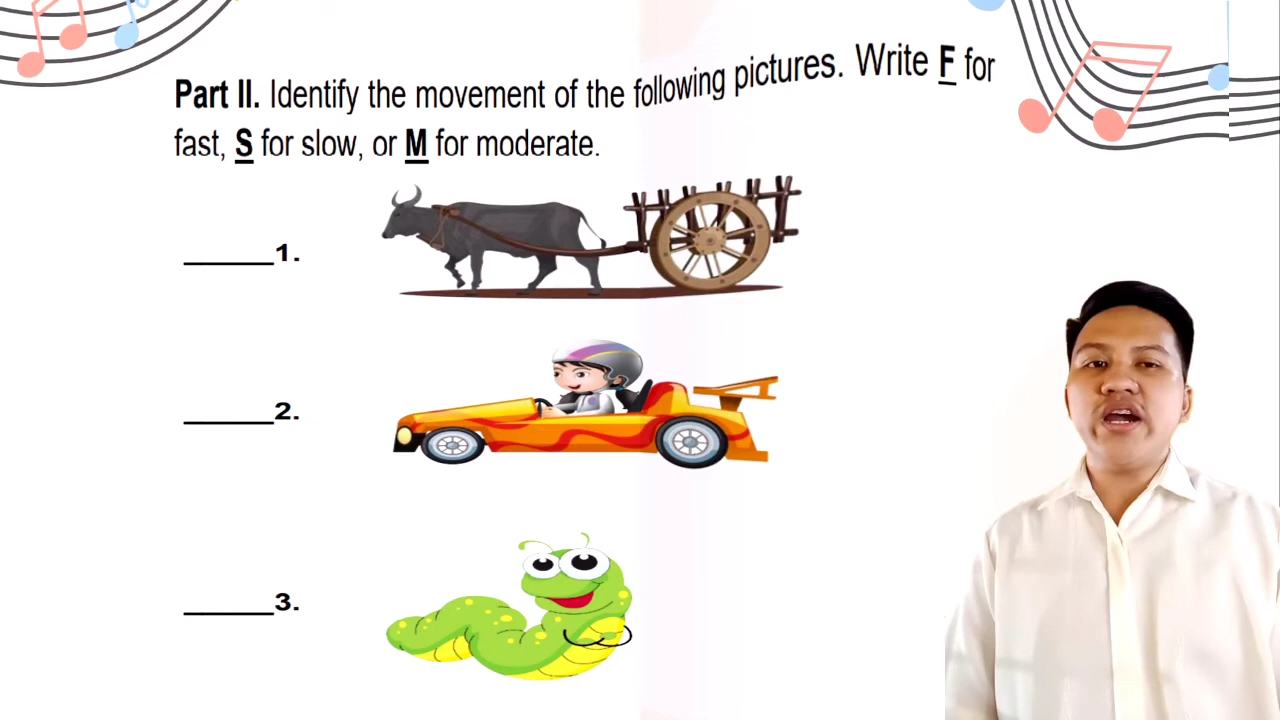 Part II. Identify the movement of the following pictures. Write F for
fast, S for slow, or M for moderate.
______1.
______2.
______3.